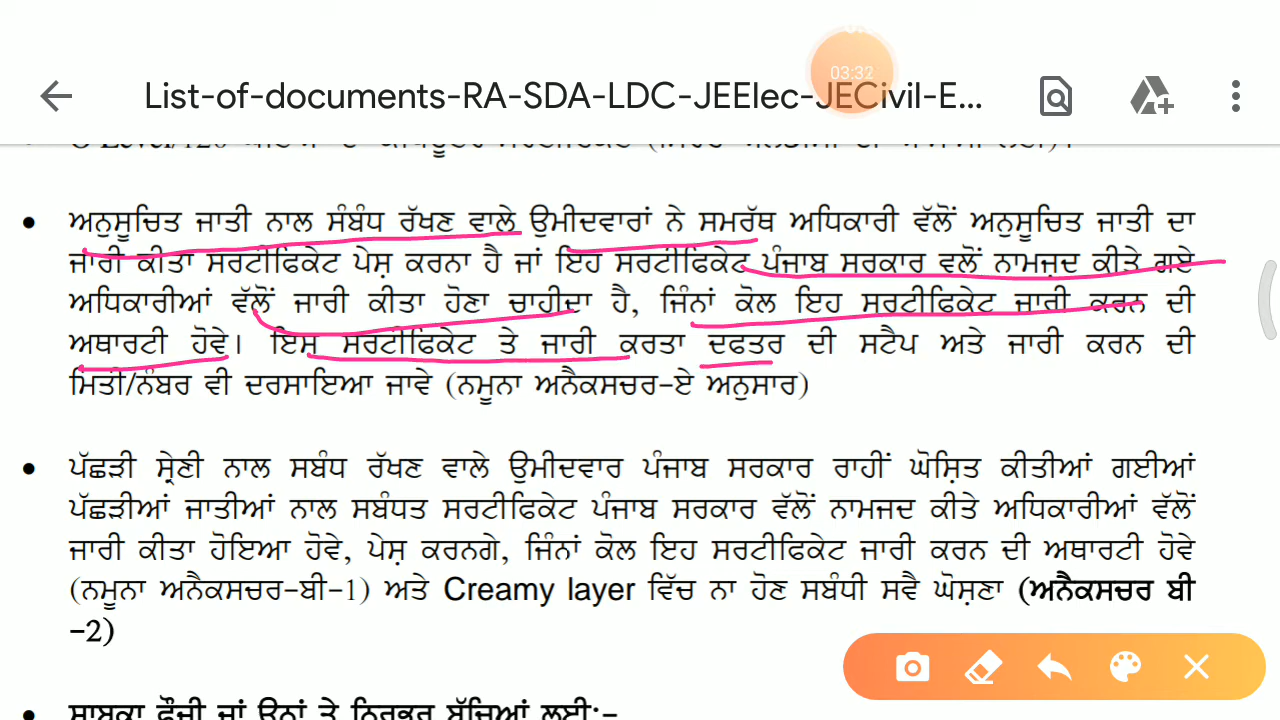 03:32
List-of-documents-RA-SDA-LDC-JEElec-JECivil-E...
• ਅਨੁਸੂਚਿਤ ਜਾਤੀ ਨਾਲ ਸੰਬੰਧ ਰੱਖਣ ਵਾਲੇ ਉਮੀਦਵਾਰਾਂ ਨੇ ਸਮਰੱਥ ਅਧਿਕਾਰੀ ਵੱਲੋਂ ਅਨੁਸੂਚਿਤ ਜਾਤੀ ਦਾ
ਜਾਰੀ ਕੀਤਾ ਸਰਟੀਫਿਕੇਟ ਪੇਸ਼ ਕਰਨਾ ਹੈ ਜਾਂ ਇਹ ਸਰਟੀਫਿਕੇਟ ਪੰਜਾਬ ਸਰਕਾਰ ਵਲੋਂ ਨਾਮਜ਼ਦ ਕੀਤੇ ਗਏ
ਅਧਿਕਾਰੀਆਂ ਵੱਲੋਂ ਜਾਰੀ ਕੀਤਾ ਹੋਣਾ ਚਾਹੀਦਾ ਹੈ, ਜਿੰਨਾਂ ਕੋਲ ਇਹ ਸਰਟੀਫਿਕੇਟ ਜਾਰੀ ਕਰਨ ਦੀ
ਅਥਾਰਟੀ ਹੋਵੇ। ਇਸ ਸਰਟੀਫਿਕੇਟ ਤੇ ਜਾਰੀ ਕਰਤਾ ਦਫਤਰ ਦੀ ਸਟੈਪ ਅਤੇ ਜਾਰੀ ਕਰਨ ਦੀ
ਮਿਤੀ/ਨੰਬਰ ਵੀ ਦਰਸਾਇਆ ਜਾਵੇ (ਨਮੂਨਾ ਅਨੈਕਸਚਰ-ਏ ਅਨੁਸਾਰ)
• ਪੱਛੜੀ ਸ਼੍ਰੇਣੀ ਨਾਲ ਸਬੰਧ ਰੱਖਣ ਵਾਲੇ ਉਮੀਦਵਾਰ ਪੰਜਾਬ ਸਰਕਾਰ ਰਾਹੀਂ ਘੋਸ਼ਿਤ ਕੀਤੀਆਂ ਗਈਆਂ
ਪੱਛੜੀਆਂ ਜਾਤੀਆਂ ਨਾਲ ਸਬੰਧਤ ਸਰਟੀਫਿਕੇਟ ਪੰਜਾਬ ਸਰਕਾਰ ਵੱਲੋਂ ਨਾਮਜਦ ਕੀਤੇ ਅਧਿਕਾਰੀਆਂ ਵੱਲੋਂ
ਜਾਰੀ ਕੀਤਾ ਹੋਇਆ ਹੋਵੇ, ਪੇਸ਼ ਕਰਨਗੇ, ਜਿੰਨਾਂ ਕੋਲ ਇਹ ਸਰਟੀਫਿਕੇਟ ਜਾਰੀ ਕਰਨ ਦੀ ਅਥਾਰਟੀ ਹੋਵੇ
(ਨਮੂਨਾ ਅਨੈਕਸਚਰ-ਬੀ-1) ਅਤੇ Creamy layer ਵਿੱਚ ਨਾ ਹੋਣ ਸਬੰਧੀ ਸਵੈ ਘੋਸ਼ਣਾ (ਅਨੈਕਸਚਰ ਬੀ
-2)
• ਸਾਬਕਾ ਫੌਜੀ ਜਾਂ ਉਨਾਂ ਤੇ ਨਿਰਭਰ ਬੱਚਿਆਂ ਲਈ:-